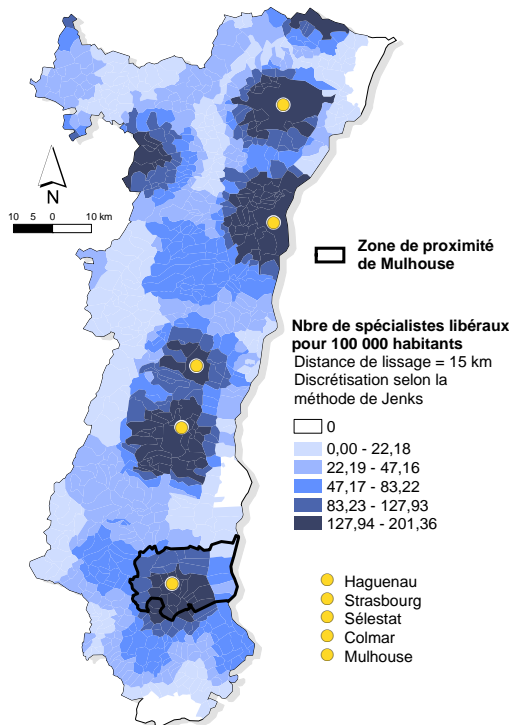 N
10 5 0 10 km
Zone de proximité
de Mulhouse
Nbre de spécialistes libéraux
pour 100 000 habitants
Distance de lissage = 15 km
Discrétisation selon la
méthode de Jenks
0
0,00 - 22,18
22,19 - 47,16
47,17 - 83,22
83,23 - 127,93
127,94 - 201,36
Haguenau
Strasbourg
Sélestat
Colmar
Mulhouse